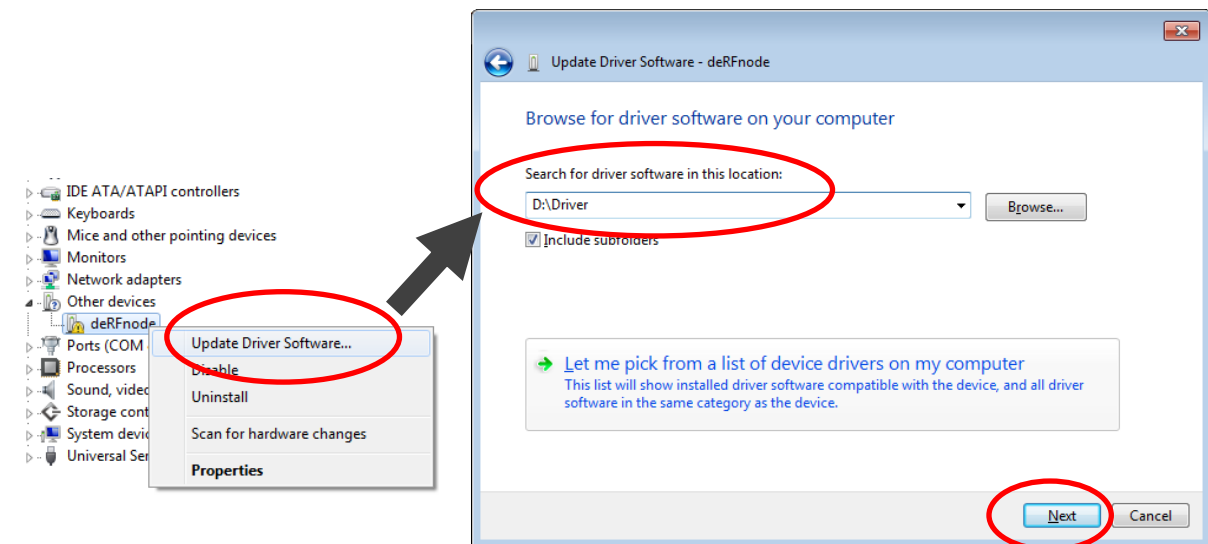 IDE ATA/ATAPI controllers
Keyboards
Mice and other pointing devices
Monitors
Network adapters
Other devices
deRFnode
Ports (COM
Processors
Sound, videc
Storage cont
System devic
Universal Ser
Update Driver Software...
Disable
Uninstall
Scan for hardware changes
Properties
Update Driver Software - deRFnode
Browse for driver software on your computer
Search for driver software in this location:
D:\Driver
Browse...
Include subfolders
Let me pick from a list of device drivers on my computer
This list will show installed driver software compatible with the device, and all driver
software in the same category as the device.
Next
Cancel